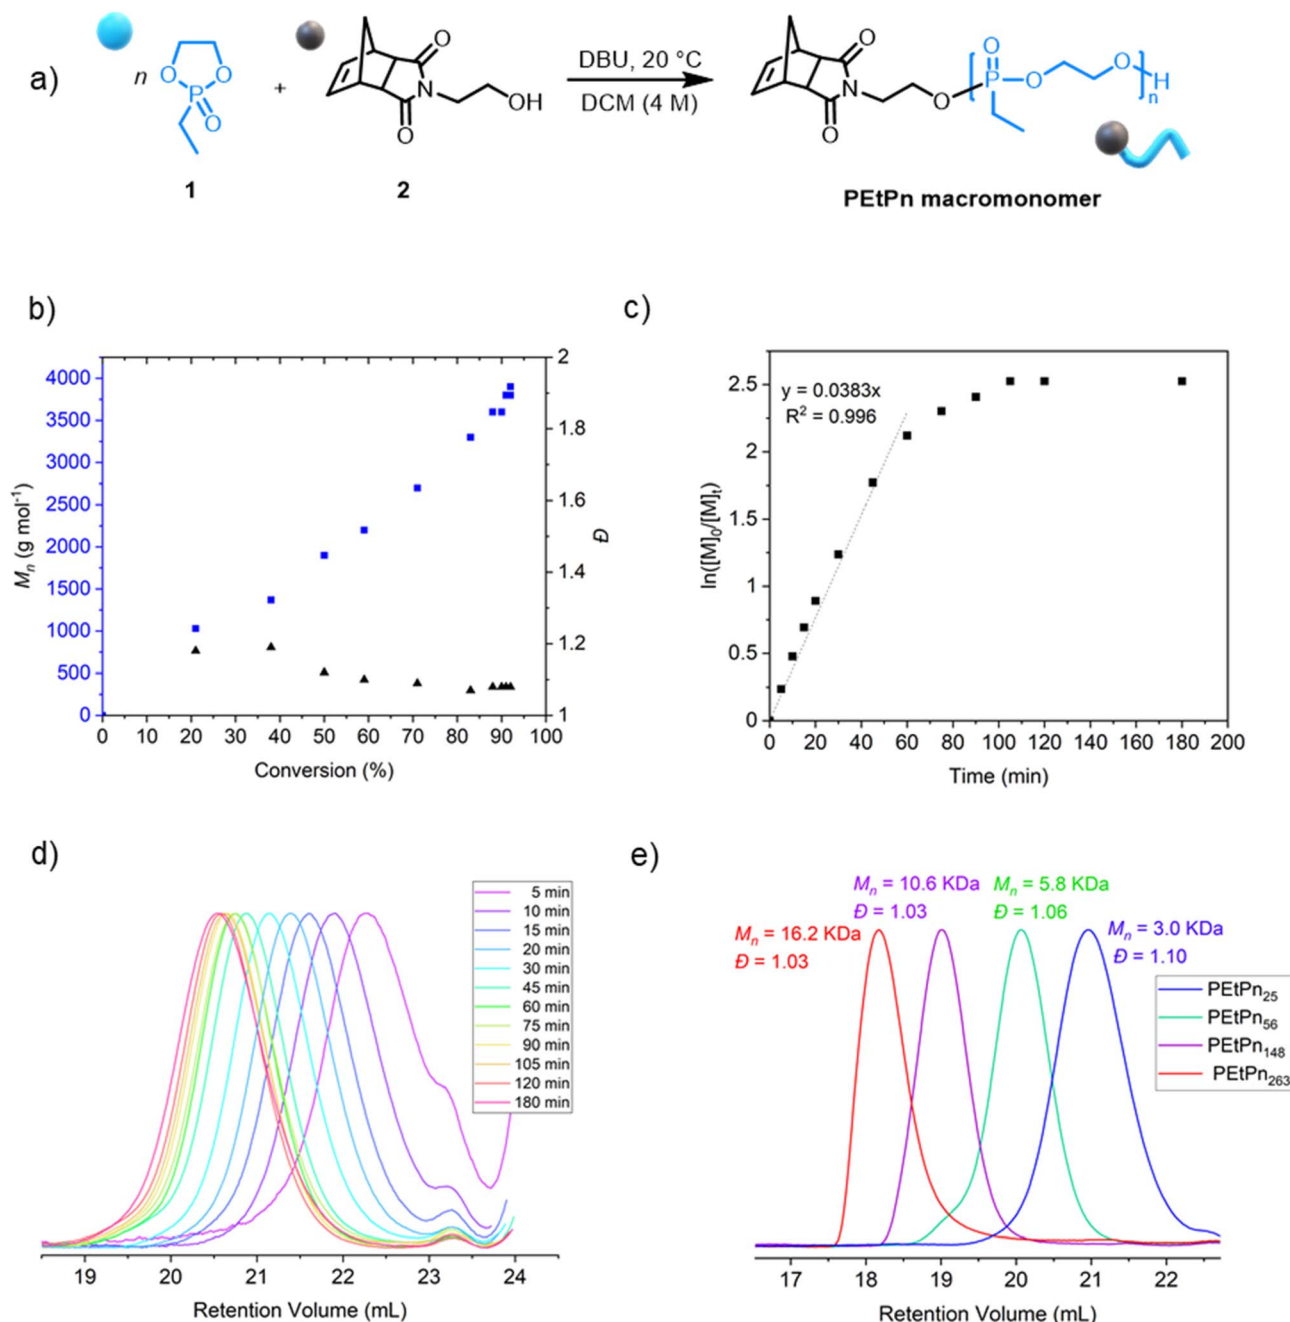 a)
n
O
O
P
O
1
+
O
N
OH
O
2
DBU, 20 °C
DCM (4 M)
O
N
O
O
O
P
O
O
H
n
PEtPn macromonomer
b)
4000
3500
3000
2500
2000
1500
1000
500
0
Mn (g mol-1)
0 10 20 30 40 50 60 70 80 90 100
Conversion (%)
2
1.8
1.6
1.4
1.2
1
Đ
c)
y = 0.0383x
R2 = 0.996
2.5
2
1.5
1
0.5
0
ln([M]0/[M]t)
0 20 40 60 80 100 120 140 160 180 200
Time (min)
d)
5 min
10 min
15 min
20 min
30 min
45 min
60 min
75 min
90 min
105 min
120 min
180 min
19 20 21 22 23 24
Retention Volume (mL)
e)
Mn = 16.2 KDa
Đ = 1.03
Mn = 10.6 KDa
Đ = 1.03
Mn = 5.8 KDa
Đ = 1.06
Mn = 3.0 KDa
Đ = 1.10
PEtPn25
PEtPn56
PEtPn148
PEtPn263
17 18 19 20 21 22
Retention Volume (mL)